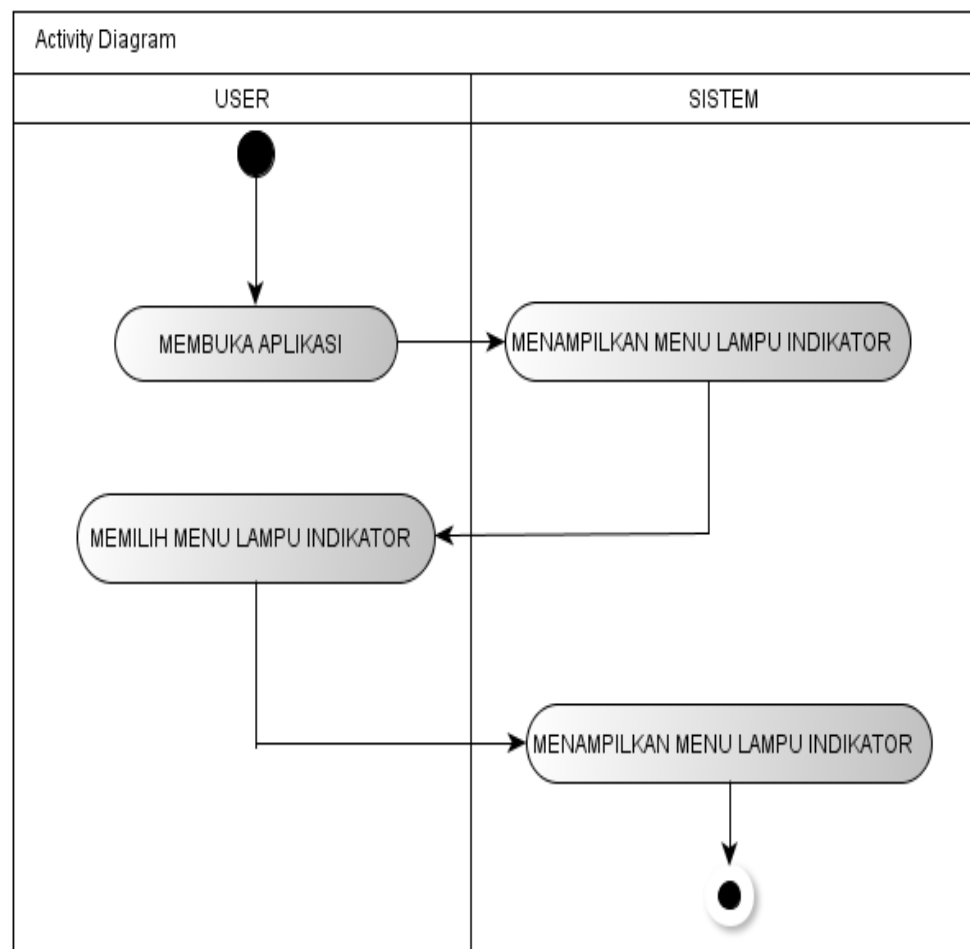 Activity Diagram
USER
SISTEM
MEMBUKA APLIKASI
MENAMPILKAN MENU LAMPU INDIKATOR
MEMILIH MENU LAMPU INDIKATOR
MENAMPILKAN MENU LAMPU INDIKATOR